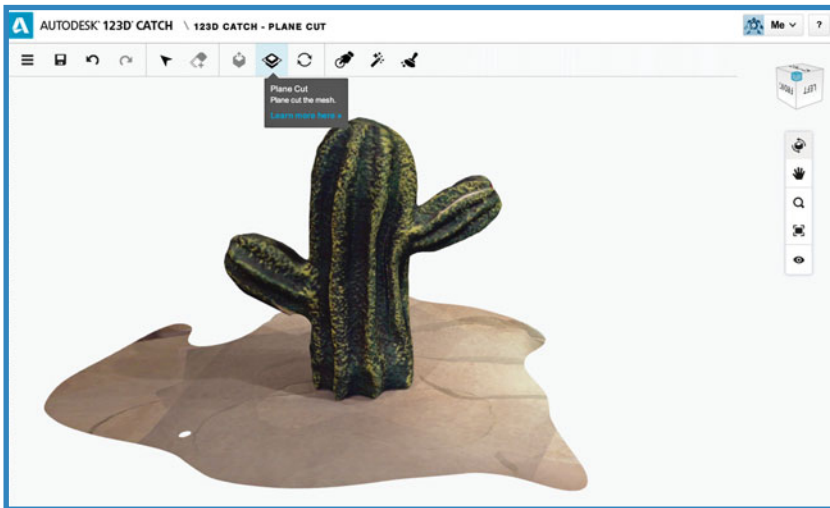 AUTODESK® 123D® CATCH \ 123D CATCH - PLANE CUT
Me
?
Plane Cut
Plane cut the mesh.
Learn more here »
FRONT
LEFT